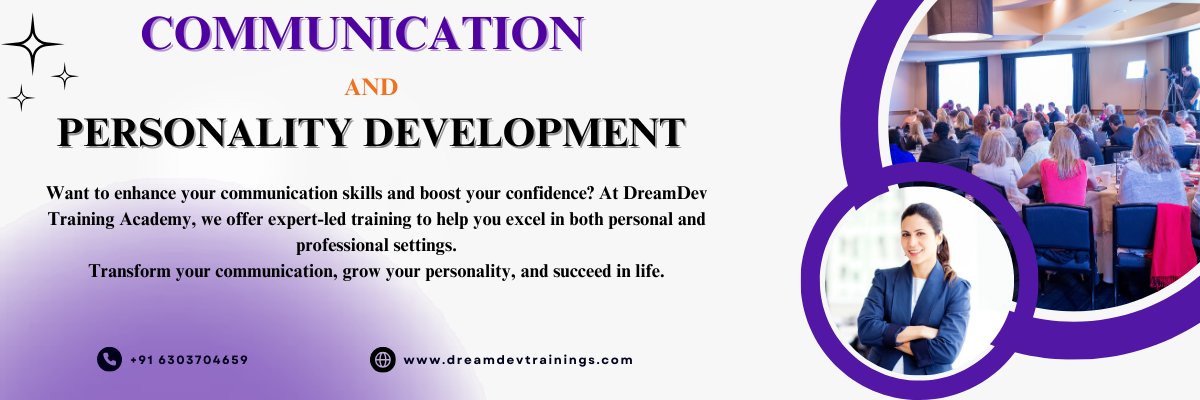 COMMUNICATION
AND
PERSONALITY DEVELOPMENT
Want to enhance your communication skills and boost your confidence? At DreamDev
Training Academy, we offer expert-led training to help you excel in both personal and
professional settings.
Transform your communication, grow your personality, and succeed in life.
+91 6303704659
www.dreamdevtrainings.com